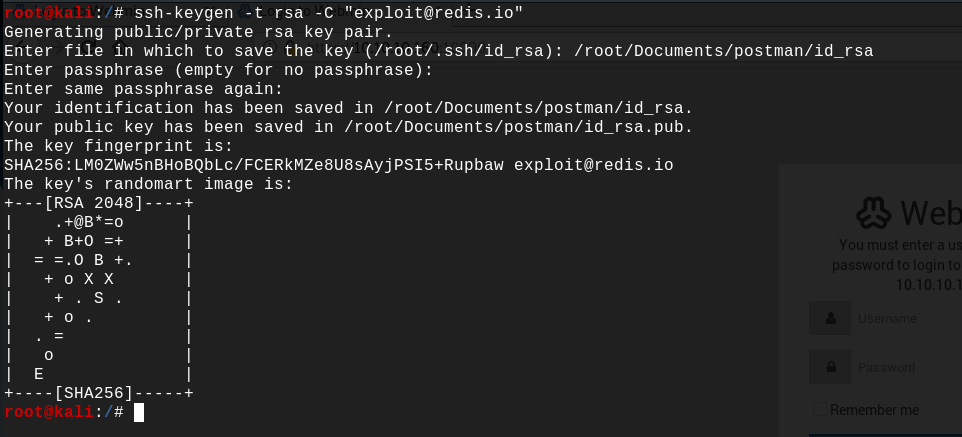 root@kali:/# ssh-keygen -t rsa -C "exploit@redis.io"
Generating public/private rsa key pair.
Enter file in which to save the key (/root/.ssh/id_rsa): /root/Documents/postman/id_rsa
Enter passphrase (empty for no passphrase):
Enter same passphrase again:
Your identification has been saved in /root/Documents/postman/id_rsa.
Your public key has been saved in /root/Documents/postman/id_rsa.pub.
The key fingerprint is:
SHA256:LM0ZWw5nBHoBQbLc/FCERkMZe8U8sAyjPSI5+Rupbaw exploit@redis.io
The key's randomart image is:
+---[RSA 2048]----+
|     .+@B*=o      |
|    + B+O =+      |
|   = =.O B +.     |
|    + o X X       |
|     + . S .      |
|    + o .         |
|   . =            |
|    o             |
|   E              |
+----[SHA256]-----+
root@kali:/#
Web
You must enter a us
password to login to
10.10.10.1
Username
Password
Remember me